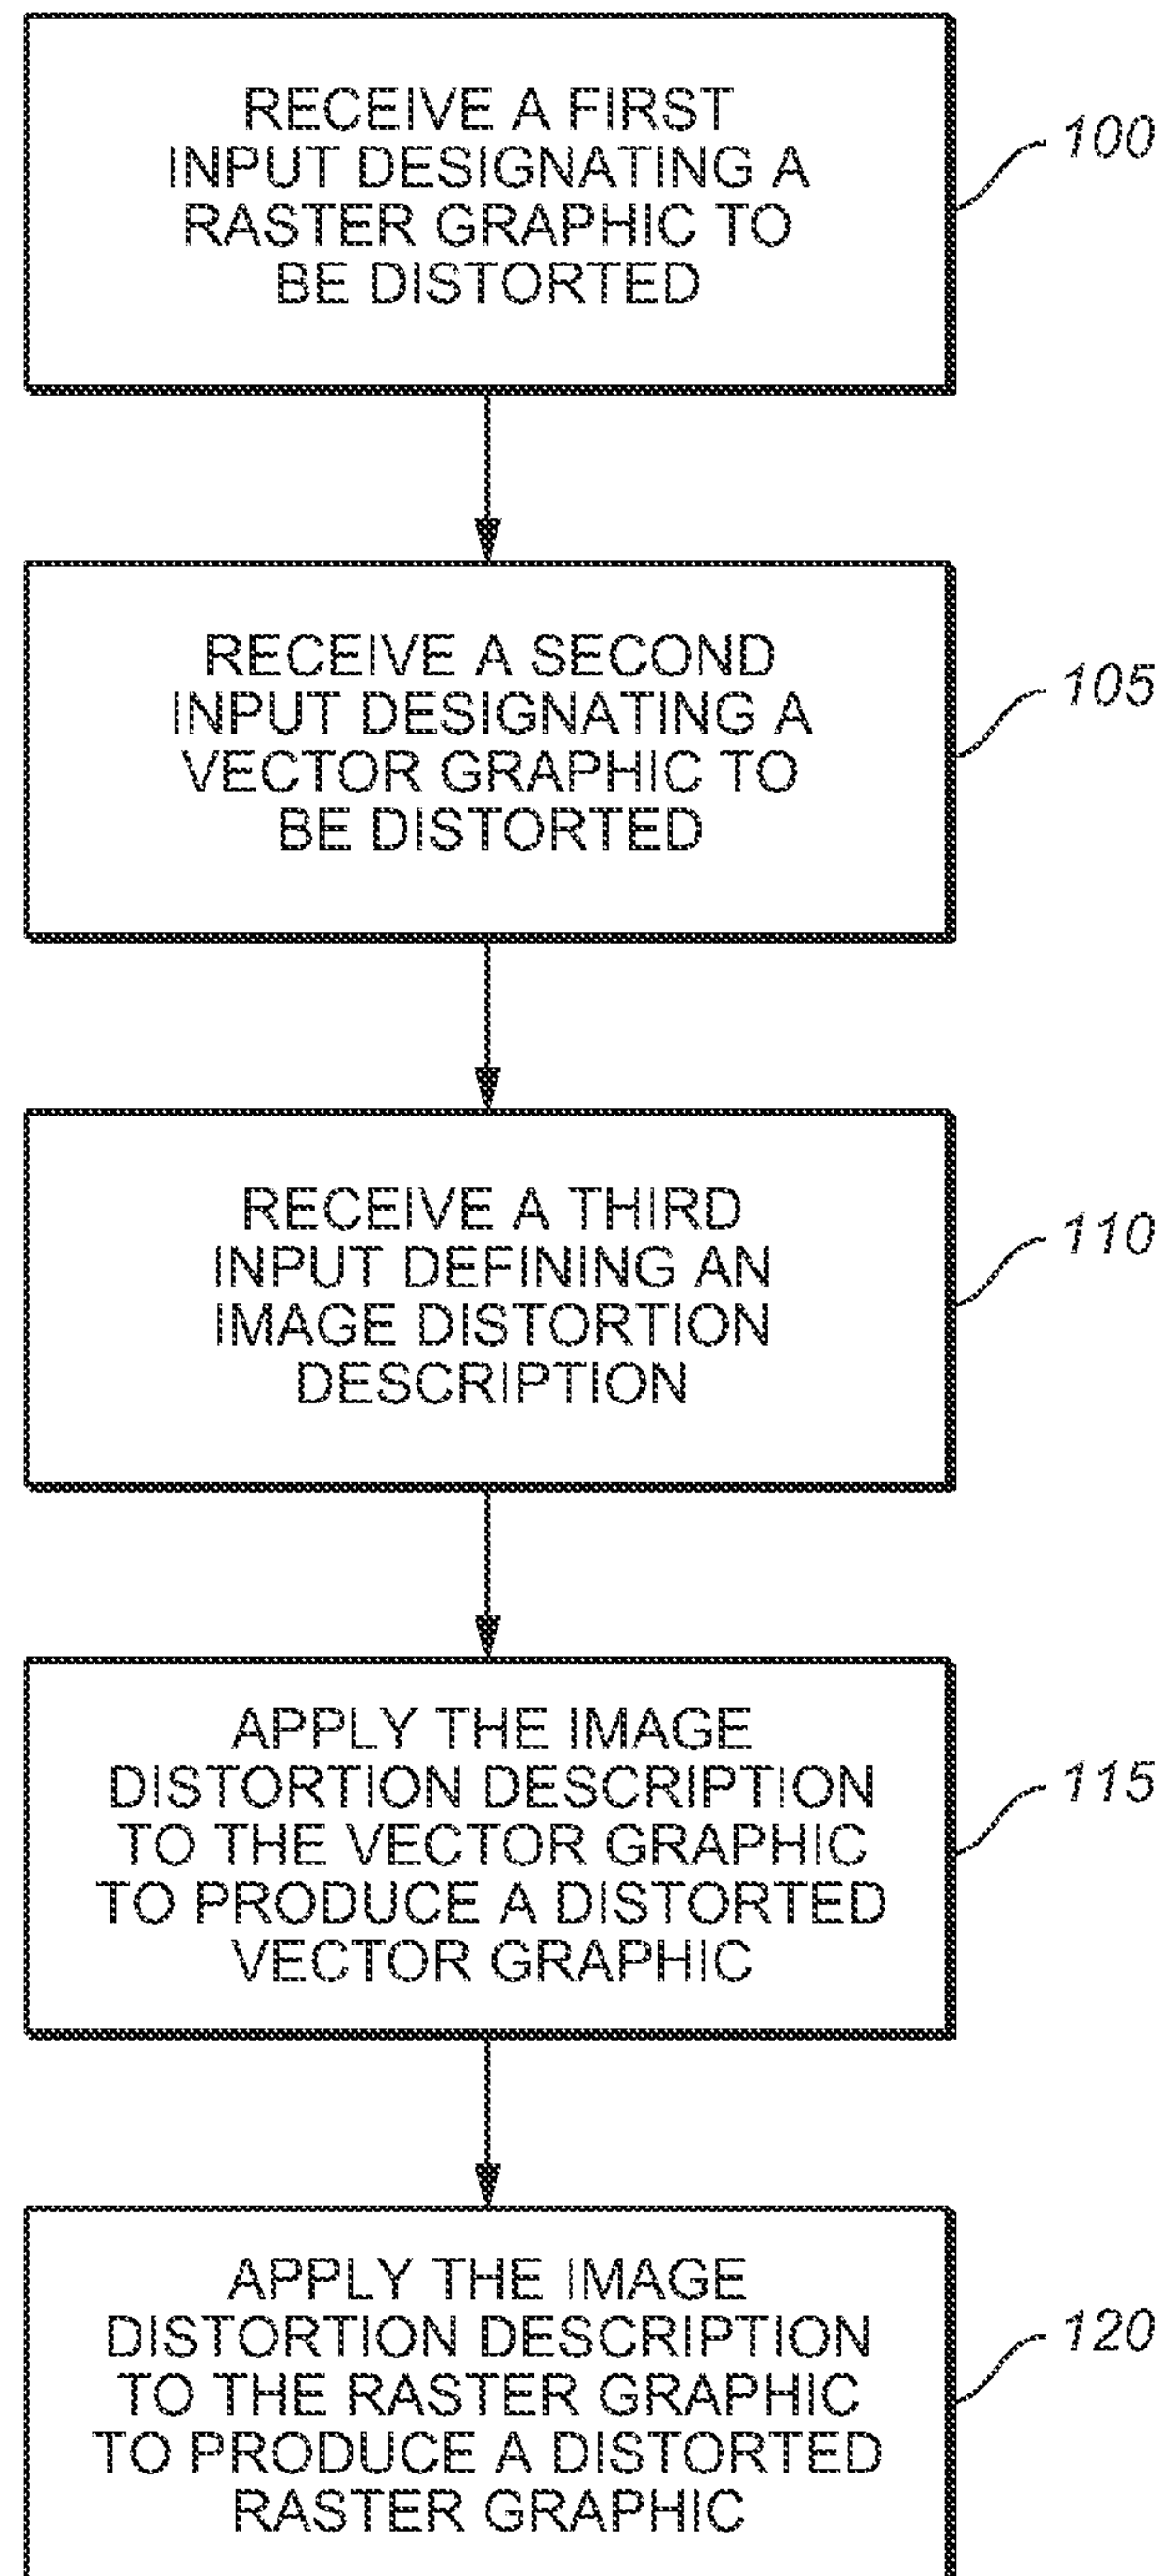 RECEIVE A FIRST
INPUT DESIGNATING A
RASTER GRAPHIC TO
BE DISTORTED
100
RECEIVE A SECOND
INPUT DESIGNATING A
VECTOR GRAPHIC TO
BE DISTORTED
105
RECEIVE A THIRD
INPUT DEFINING AN
IMAGE DISTORTION
DESCRIPTION
110
APPLY THE IMAGE
DISTORTION DESCRIPTION
TO THE VECTOR GRAPHIC
TO PRODUCE A DISTORTED
VECTOR GRAPHIC
115
APPLY THE IMAGE
DISTORTION DESCRIPTION
TO THE RASTER GRAPHIC
TO PRODUCE A DISTORTED
RASTER GRAPHIC
120